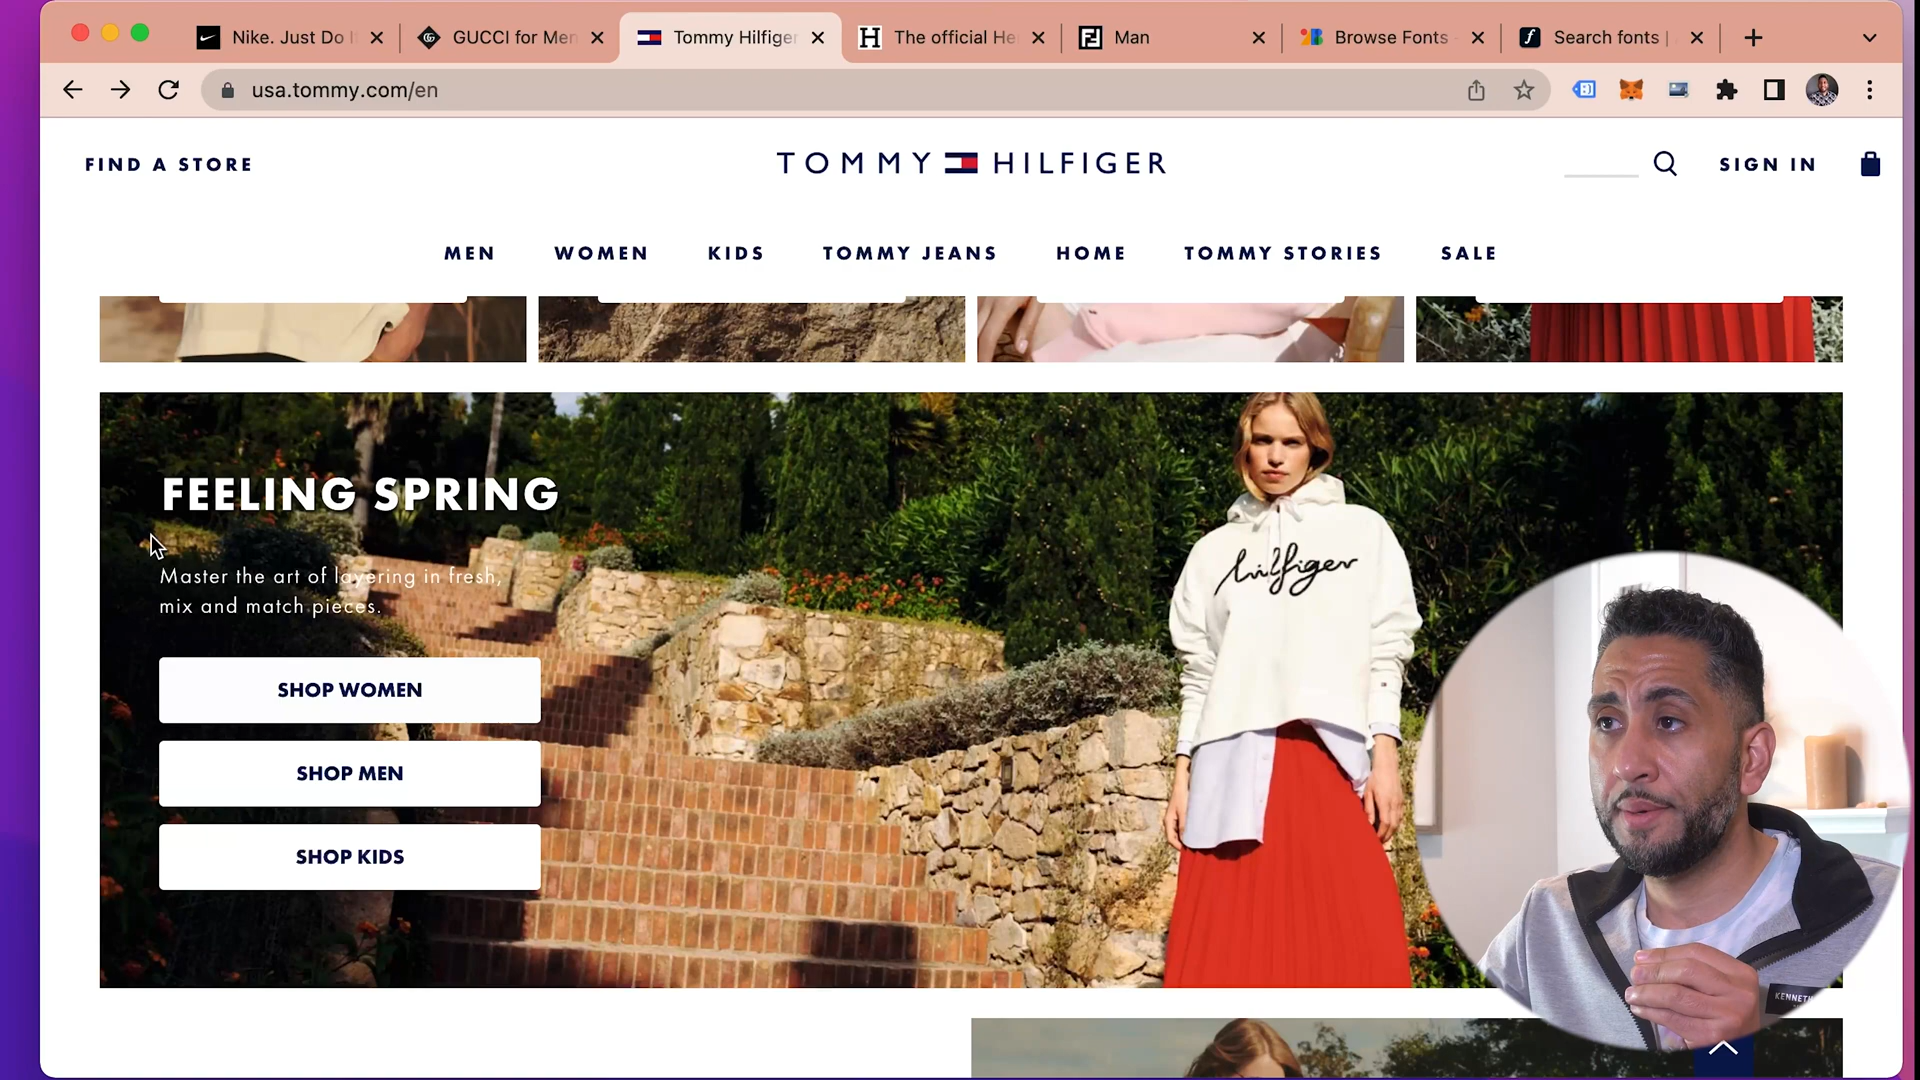 Nike. Just Do I
GUCCI for Men
Tommy Hilfiger
The official He
Man
Browse Fonts
Search fonts |
usa.tommy.com/en
FIND A STORE
TOMMY HILFIGER
SIGN IN
MEN WOMEN KIDS TOMMY JEANS HOME TOMMY STORIES SALE
FEELING SPRING
Master the art of layering in fresh,
mix and match pieces.
SHOP WOMEN
SHOP MEN
SHOP KIDS
hilfiger
KENNETH